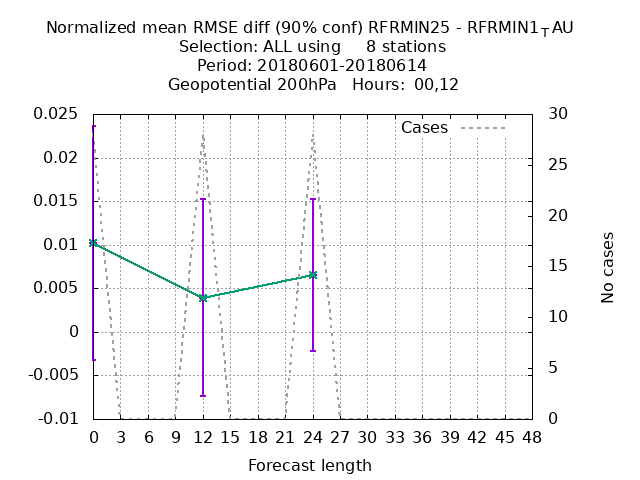 Normalized mean RMSE diff (90% conf) RFRMIN25 - RFRMIN1TAU
Selection: ALL using     8 stations
Period: 20180601-20180614
Geopotential 200hPa   Hours: 00,12
Cases
0.025
0.02
0.015
0.01
0.005
0
-0.005
-0.01
30
25
20
15
10
5
0
No cases
0 3 6 9 12 15 18 21 24 27 30 33 36 39 42 45 48
Forecast length